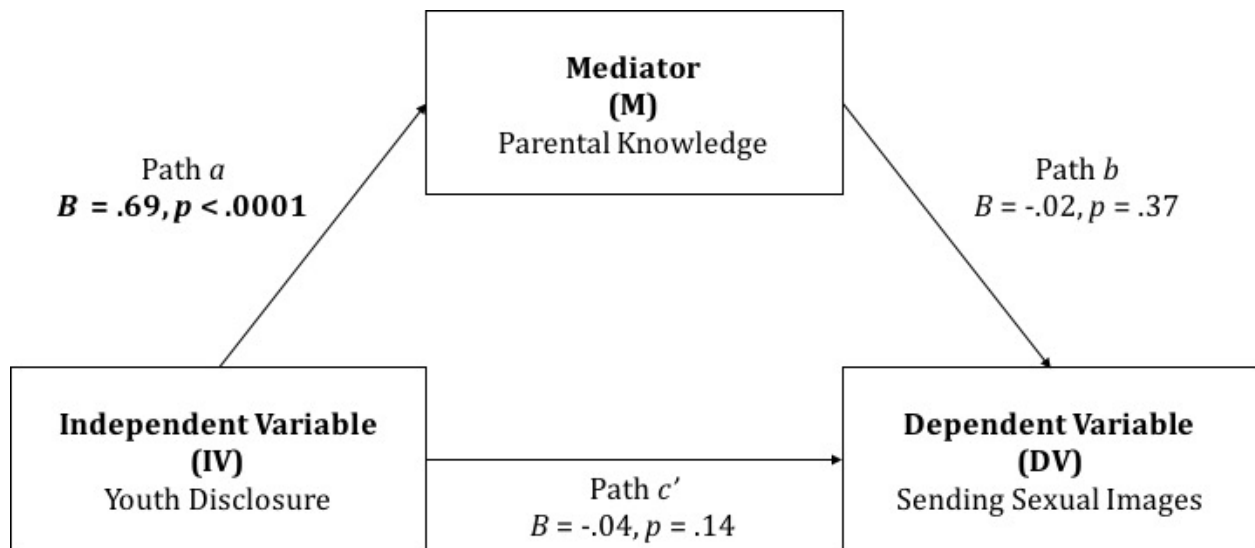 Mediator
(M)
Parental Knowledge
Path a
B = .69, p < .0001
Path b
B = -.02, p = .37
Independent Variable
(IV)
Youth Disclosure
Path c’
B = -.04, p = .14
Dependent Variable
(DV)
Sending Sexual Images